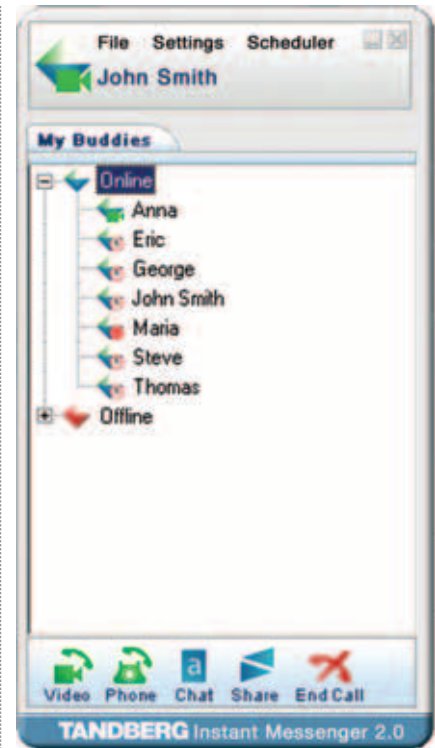 File Settings Scheduler
John Smith
My Buddies
Online
Anna
Eric
George
John Smith
Maria
Steve
Thomas
Offline
a
Video Phone Chat Share End Call
TANDBERG Instant Messenger 2.0